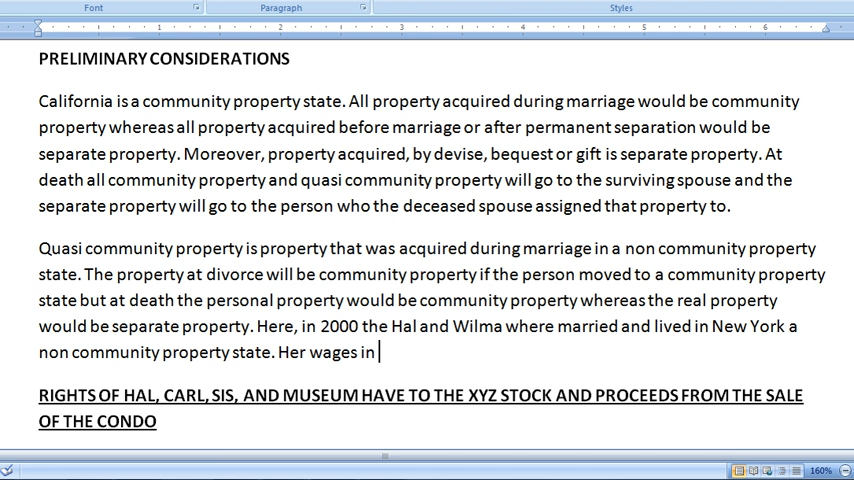 Font Paragraph Styles
1 2 3 4 5 6
PRELIMINARY CONSIDERATIONS
California is a community property state. All property acquired during marriage would be community
property whereas all property acquired before marriage or after permanent separation would be
separate property. Moreover, property acquired, by devise, bequest or gift is separate property. At
death all community property and quasi community property will go to the surviving spouse and the
separate property will go to the person who the deceased spouse assigned that property to.
Quasi community property is property that was acquired during marriage in a non community property
state. The property at divorce will be community property if the person moved to a community property
state but at death the personal property would be community property whereas the real property
would be separate property. Here, in 2000 the Hal and Wilma where married and lived in New York a
non community property state. Her wages in
RIGHTS OF HAL, CARL, SIS, AND MUSEUM HAVE TO THE XYZ STOCK AND PROCEEDS FROM THE SALE
OF THE CONDO
160%